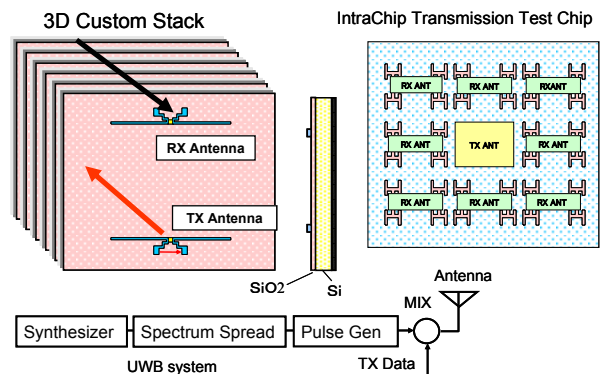 3D Custom Stack
IntraChip Transmission Test Chip
RX Antenna
TX Antenna
SiO2
Si
RX ANT
RX ANT
RXANT
RX ANT
TX ANT
RX ANT
RX ANT
RX ANT
RX ANT
Antenna
MIX
Synthesizer
Spectrum Spread
Pulse Gen
UWB system
TX Data